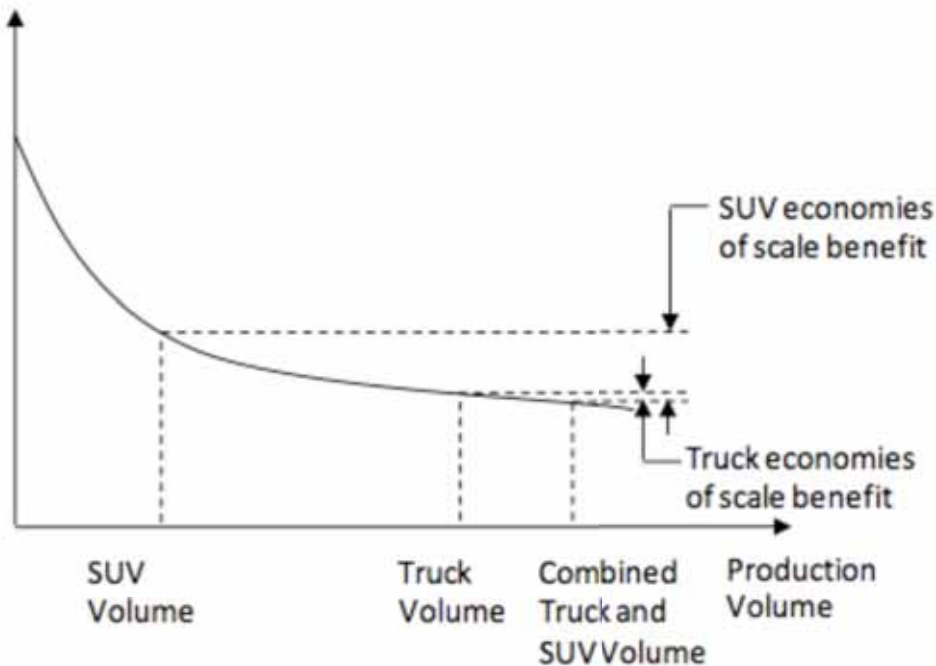 SUV economies
of scale benefit
Truck economies
of scale benefit
SUV
Volume
Truck
Volume
Combined
Truck and
SUV Volume
Production
Volume